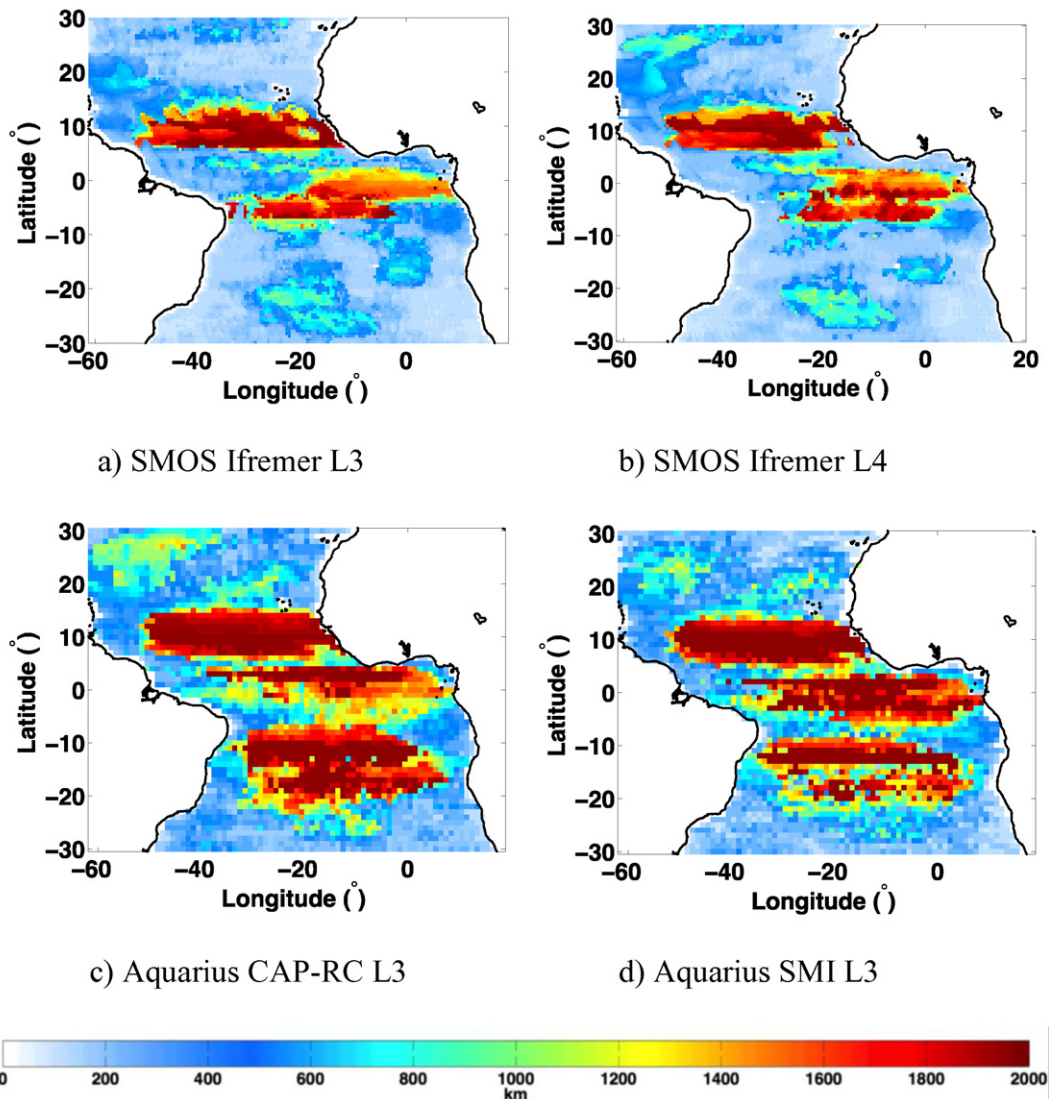 30
20
10
0
−10
−20
−30
Latitude (°)
−60 −40 −20 0
Longitude (°)
a) SMOS Ifremer L3
30
20
10
0
−10
−20
−30
Latitude (°)
−60 −40 −20 0 20
Longitude (°)
b) SMOS Ifremer L4
30
20
10
0
−10
−20
−30
Latitude (°)
−60 −40 −20 0
Longitude (°)
c) Aquarius CAP-RC L3
30
20
10
0
−10
−20
−30
Latitude (°)
−60 −40 −20 0
Longitude (°)
d) Aquarius SMI L3
0 200 400 600 800 1000 1200 1400 1600 1800 2000
km